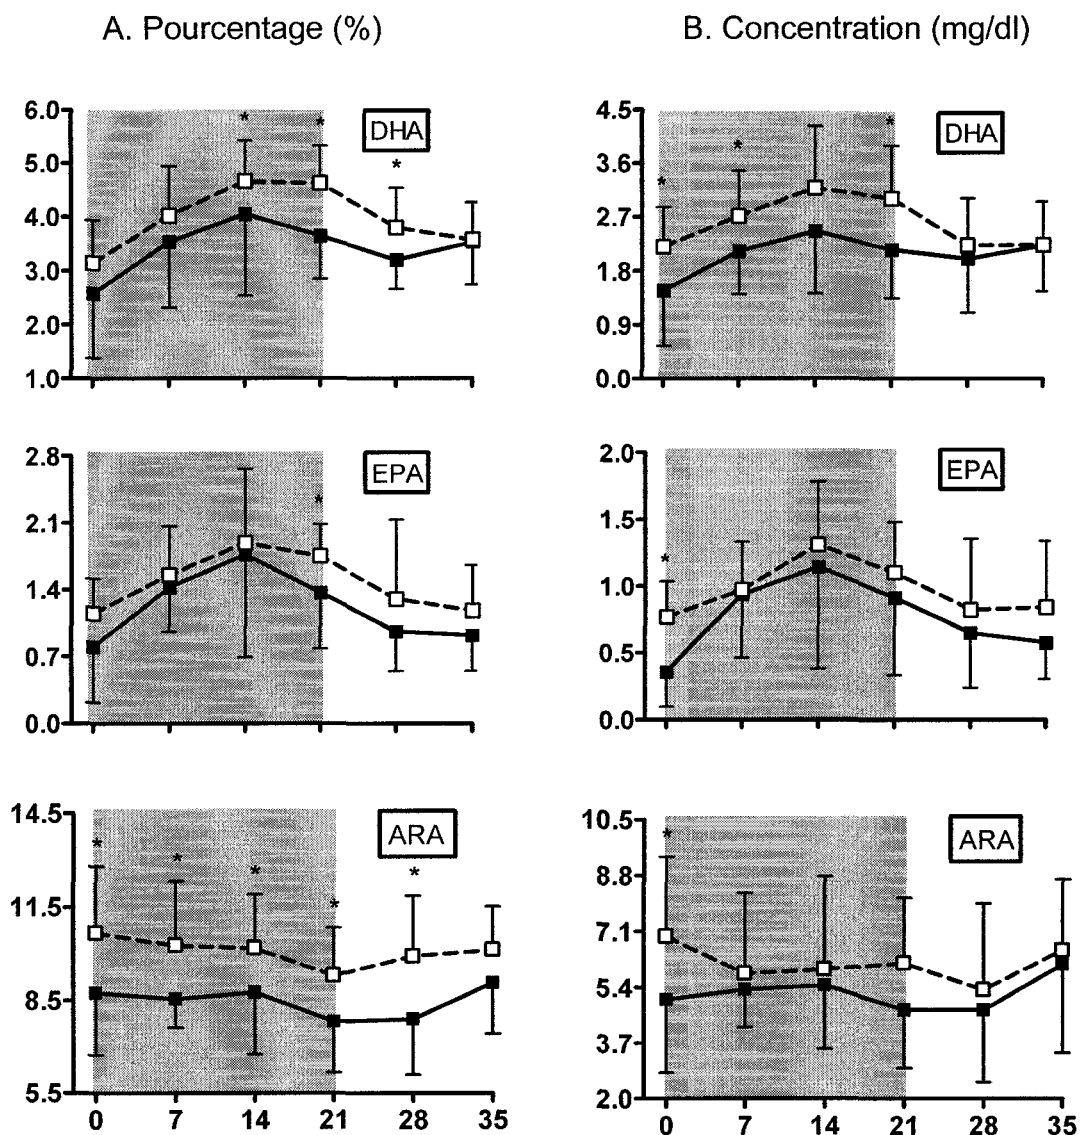 A. Pourcentage (%)
B. Concentration (mg/dl)
6.0
5.0
4.0
3.0
2.0
1.0
DHA
* * *
4.5
3.6
2.7
1.8
0.9
0.0
DHA
* * *
2.8
2.1
1.4
0.7
0.0
EPA
*
2.0
1.5
1.0
0.5
0.0
EPA
*
14.5
11.5
8.5
5.5
ARA
* * * * *
0 7 14 21 28 35
10.5
8.8
7.1
5.4
3.7
2.0
ARA
*
0 7 14 21 28 35